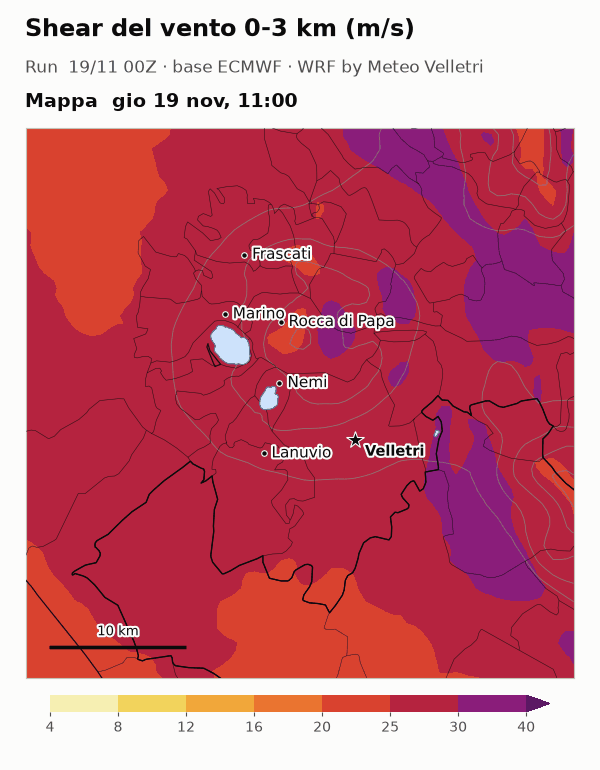 Shear del vento 0-3 km (m/s)
Run  19/11 00Z · base ECMWF · WRF by Meteo Velletri
Mappa  gio 19 nov, 11:00
Frascati
Marino
Rocca di Papa
Nemi
Velletri
Lanuvio
10 km
4 8 12 16 20 25 30 40